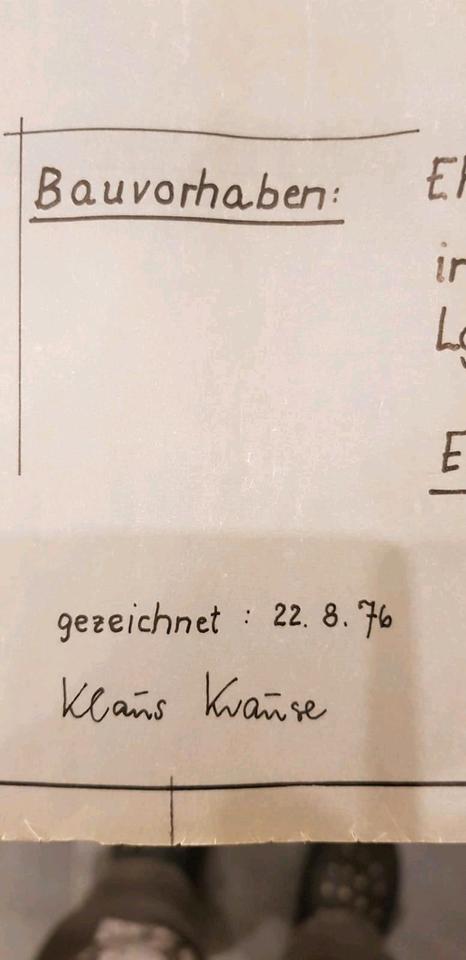 Bauvorhaben:
gezeichnet : 22. 8. 76
Klaus Krause